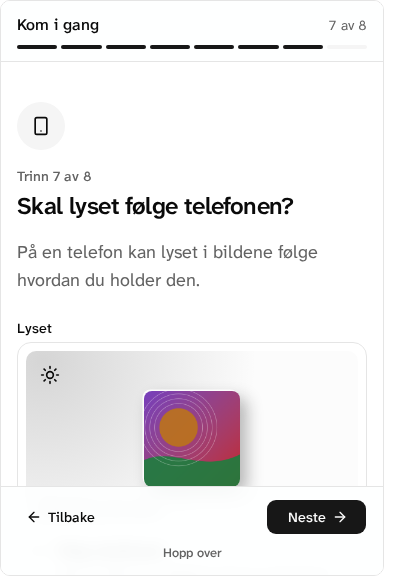 Kom i gang
7 av 8
Trinn 7 av 8
Skal lyset følge telefonen?
På en telefon kan lyset i bildene følge
hvordan du holder den.
Lyset
Tilbake
Neste
Hopp over